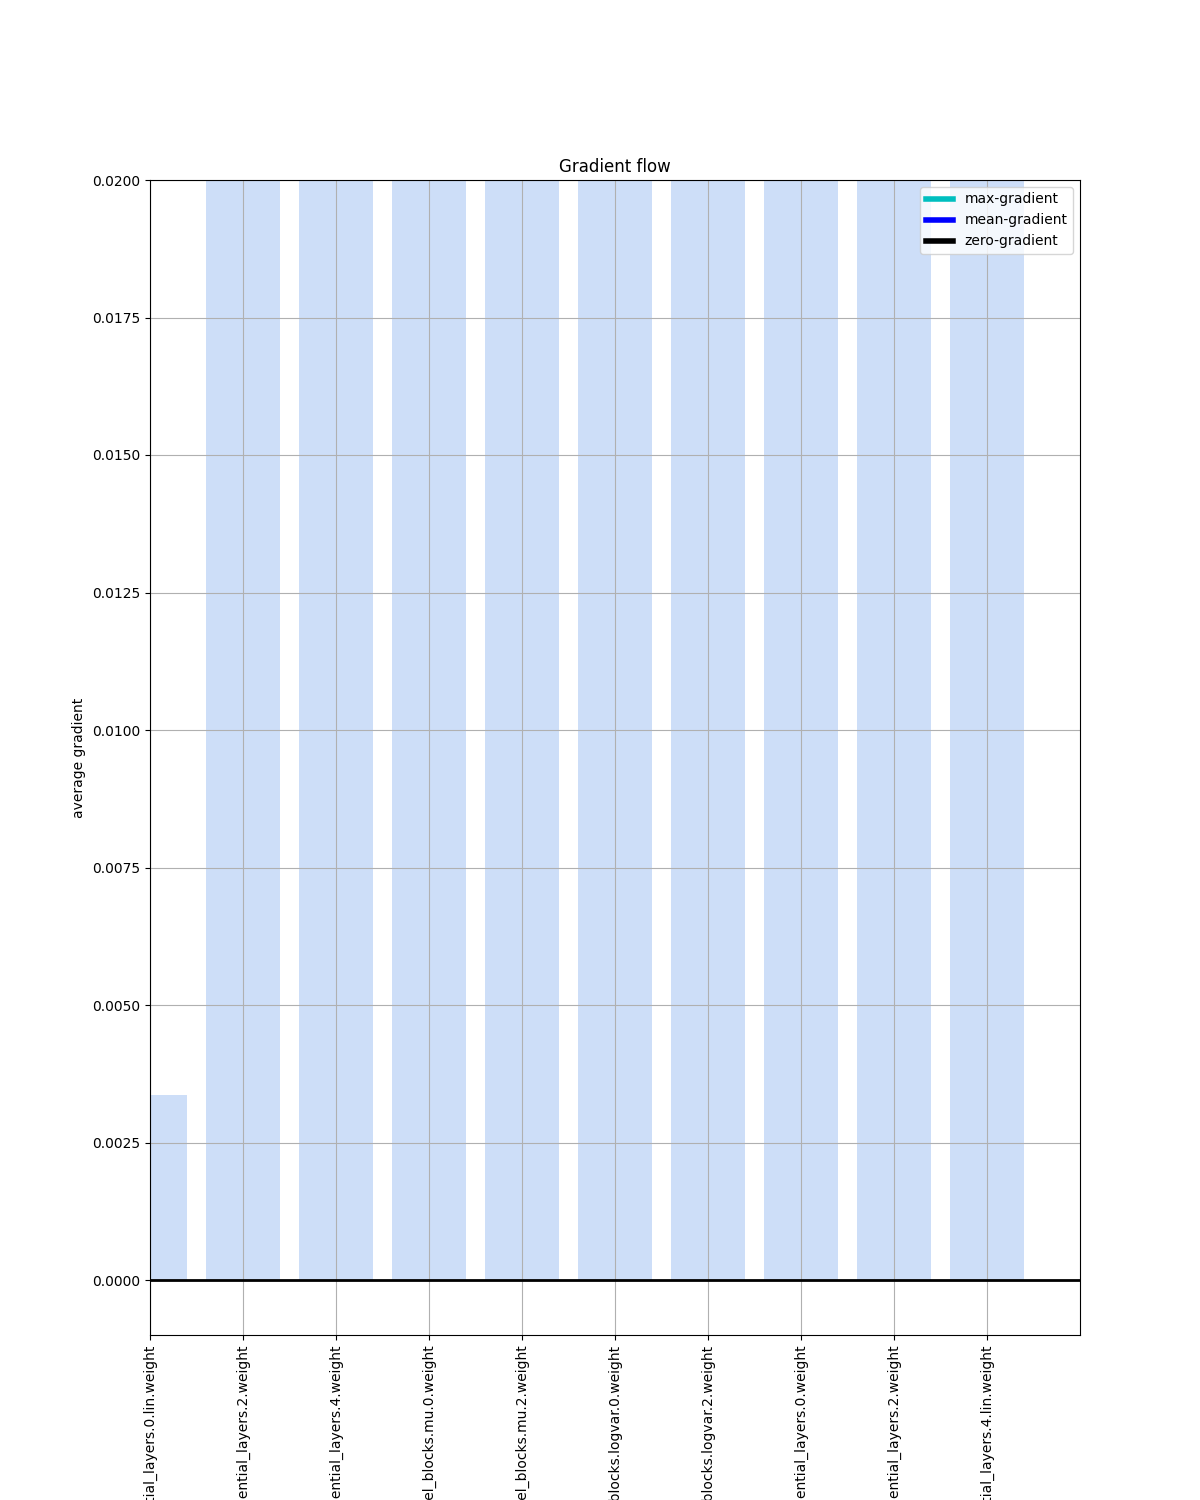 Gradient flow
max-gradient
mean-gradient
zero-gradient
0.0200
0.0175
0.0150
0.0125
0.0100
0.0075
0.0050
0.0025
0.0000
average gradient
tial_layers.0.lin.weight
ential_layers.2.weight
ential_layers.4.weight
el_blocks.mu.0.weight
el_blocks.mu.2.weight
blocks.logvar.0.weight
blocks.logvar.2.weight
ential_layers.0.weight
ential_layers.2.weight
tial_layers.4.lin.weight